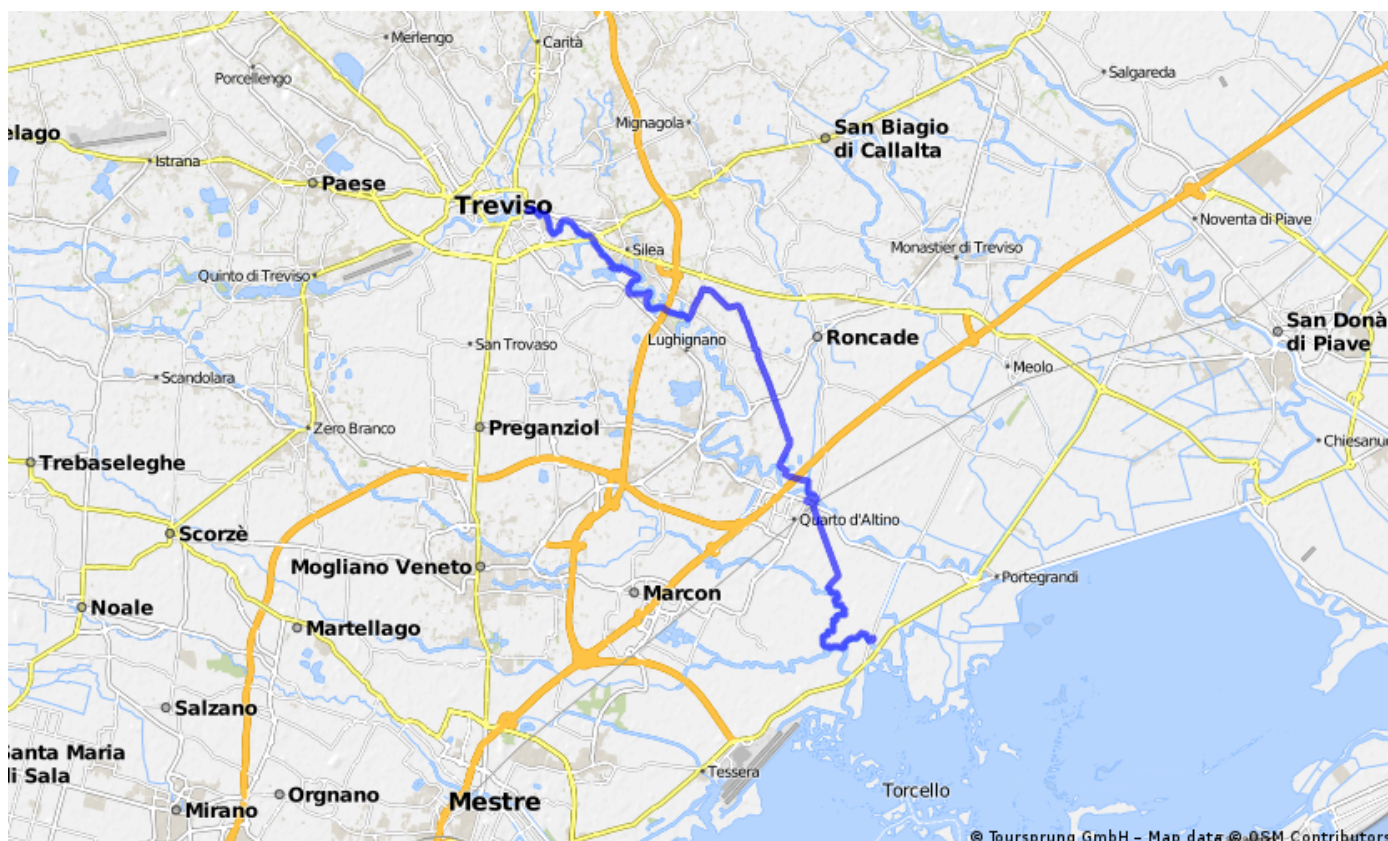 Merlengo
Carità
Porcellengo
Salgareda
Mignagola
San Biagio
di Callalta
elago
Istrana
Paese
Treviso
Noventa di Piave
Silea
Monastier di Treviso
Quinto di Treviso
San Donà
di Piave
Lughignano
Roncade
San Trovaso
Meolo
Scandolara
Zero Branco
Preganziol
Chiesanu
Trebaseleghe
Quarto d'Altino
Scorzè
Mogliano Veneto
Portegrandi
Marcon
Noale
Martellago
Salzano
Santa Maria
di Sala
Tessera
Torcello
Orgnano
Mestre
Mirano
© Toursprung GmbH – Map data © OSM Contributors